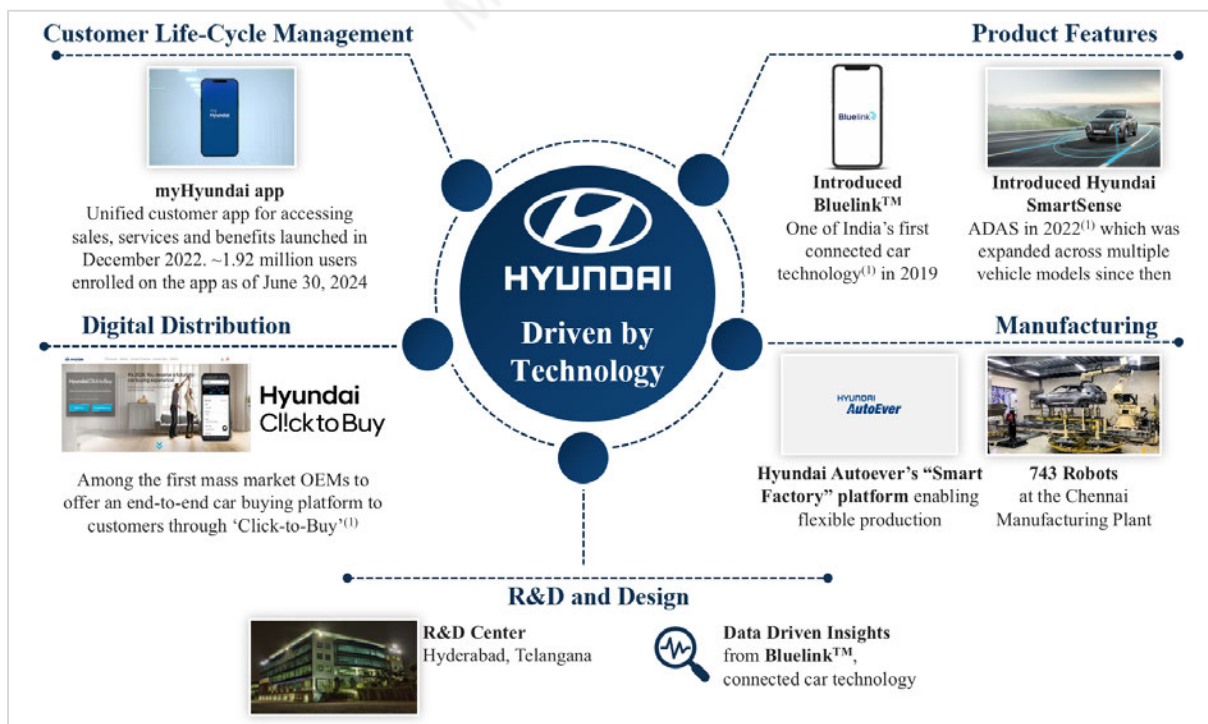 Customer Life-Cycle Management
my
Hyundai
myHyundai app
Unified customer app for accessing
sales, services and benefits launched in
December 2022. ~1.92 million users
enrolled on the app as of June 30, 2024
Product Features
Bluelink
Introduced
Bluelink™
One of India's first
connected car
technology(1) in 2019
Introduced Hyundai
SmartSense
ADAS in 2022(1) which was
expanded across multiple
vehicle models since then
HYUNDAI
Driven by
Technology
Digital Distribution
Hyundai
Cl!ck to Buy
Among the first mass market OEMs to
offer an end-to-end car buying platform to
customers through ‘Click-to-Buy’(1)
Manufacturing
HYUNDAI
AutoEver
Hyundai Autoever's “Smart
Factory” platform enabling
flexible production
743 Robots
at the Chennai
Manufacturing Plant
R&D and Design
R&D Center
Hyderabad, Telangana
Data Driven Insights
from Bluelink™,
connected car technology